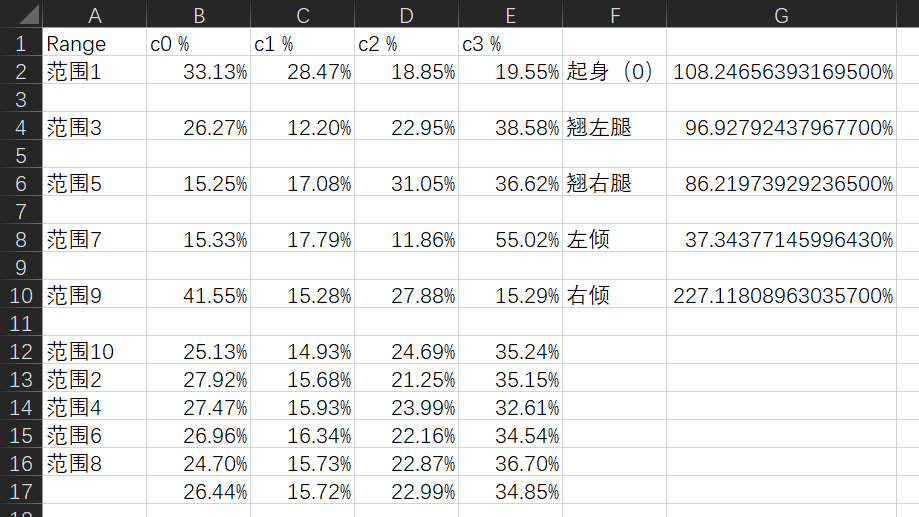 A B C D E F G
1 Range c0 % c1 % c2 % c3 %
2 范围1 33.13% 28.47% 18.85% 19.55% 起身（0） 108.24656393169500%
3
4 范围3 26.27% 12.20% 22.95% 38.58% 翘左腿 96.92792437967700%
5
6 范围5 15.25% 17.08% 31.05% 36.62% 翘右腿 86.21973929236500%
7
8 范围7 15.33% 17.79% 11.86% 55.02% 左倾 37.34377145996430%
9
10 范围9 41.55% 15.28% 27.88% 15.29% 右倾 227.11808963035700%
11
12 范围10 25.13% 14.93% 24.69% 35.24%
13 范围2 27.92% 15.68% 21.25% 35.15%
14 范围4 27.47% 15.93% 23.99% 32.61%
15 范围6 26.96% 16.34% 22.16% 34.54%
16 范围8 24.70% 15.73% 22.87% 36.70%
17 26.44% 15.72% 22.99% 34.85%